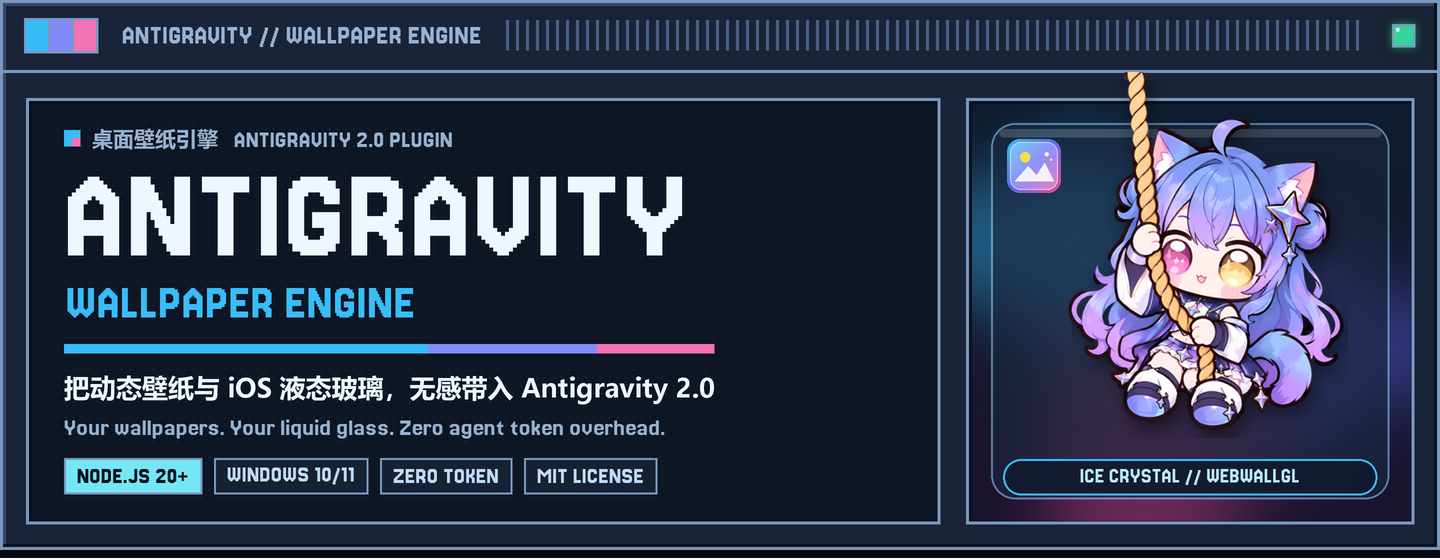 ANTIGRAVITY // WALLPAPER ENGINE
桌面壁纸引擎 ANTIGRAVITY 2.0 PLUGIN
ANTIGRAVITY
WALLPAPER ENGINE
把动态壁纸与 iOS 液态玻璃，无感带入 Antigravity 2.0
Your wallpapers. Your liquid glass. Zero agent token overhead.
NODE.JS 20+
WINDOWS 10/11
ZERO TOKEN
MIT LICENSE
ICE CRYSTAL // WEBWALLGL